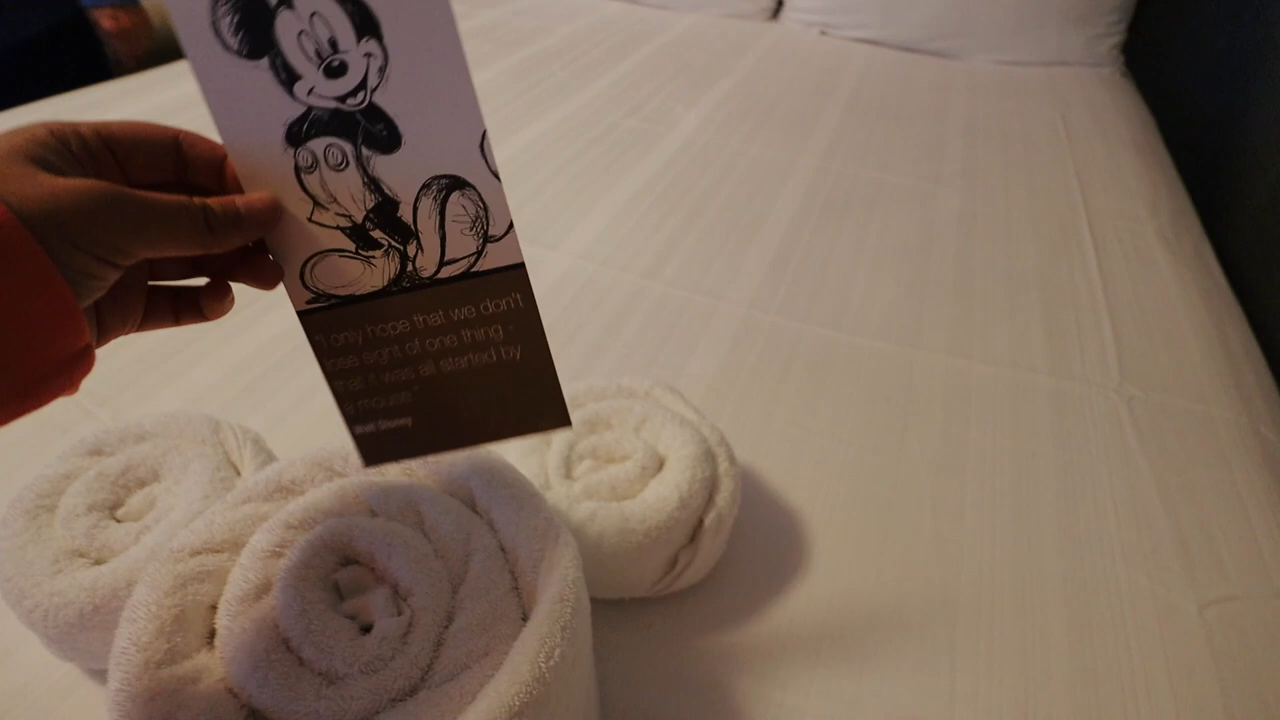 "I only hope that we don't
lose sight of one thing -
that it was all started by
a mouse"
Walt Disney